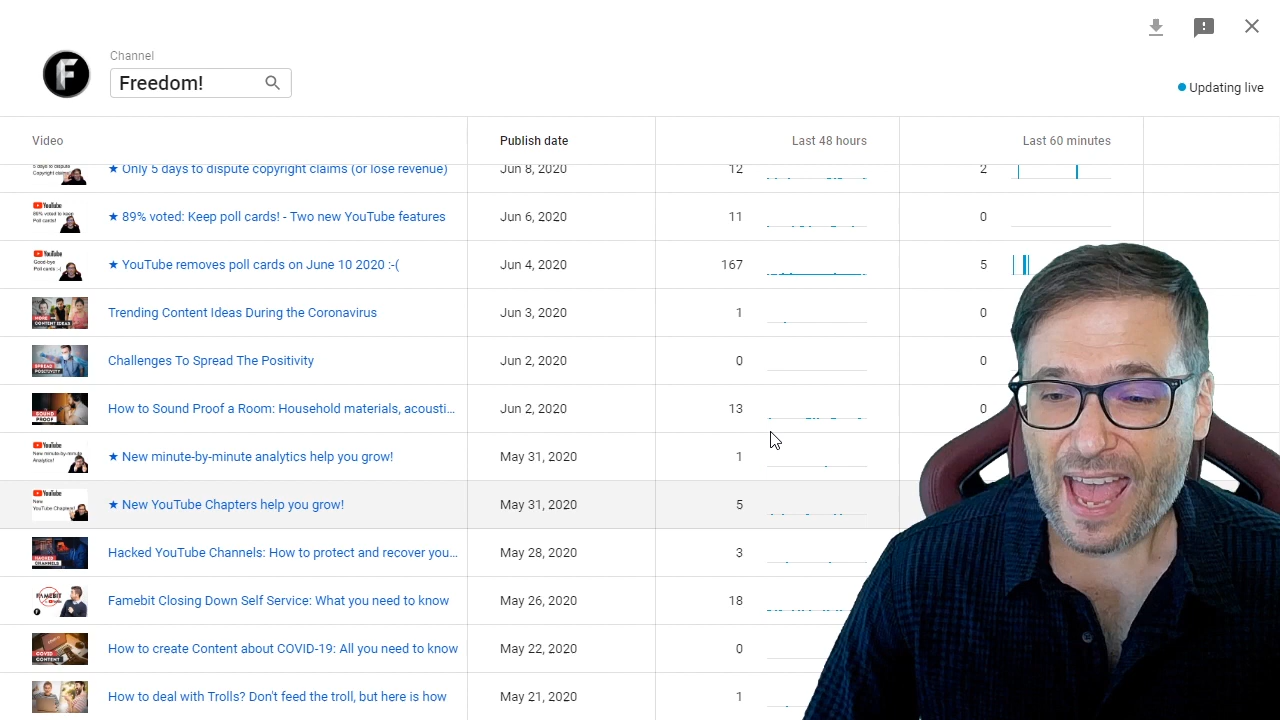 Channel
F
Freedom!
Updating live
Video Publish date Last 48 hours Last 60 minutes
★ Only 5 days to dispute copyright claims (or lose revenue) Jun 8, 2020 12 2
YouTube
★ 89% voted: Keep poll cards! - Two new YouTube features Jun 6, 2020 11 0
YouTube
★ YouTube removes poll cards on June 10 2020 :-( Jun 4, 2020 167 5
Trending Content Ideas During the Coronavirus Jun 3, 2020 1 0
Challenges To Spread The Positivity Jun 2, 2020 0 0
How to Sound Proof a Room: Household materials, acousti... Jun 2, 2020 13 0
YouTube
★ New minute-by-minute analytics help you grow! May 31, 2020 1
YouTube
★ New YouTube Chapters help you grow! May 31, 2020 5
Hacked YouTube Channels: How to protect and recover you... May 28, 2020 3
Famebit Closing Down Self Service: What you need to know May 26, 2020 18
How to create Content about COVID-19: All you need to know May 22, 2020 0
How to deal with Trolls? Don't feed the troll, but here is how May 21, 2020 1